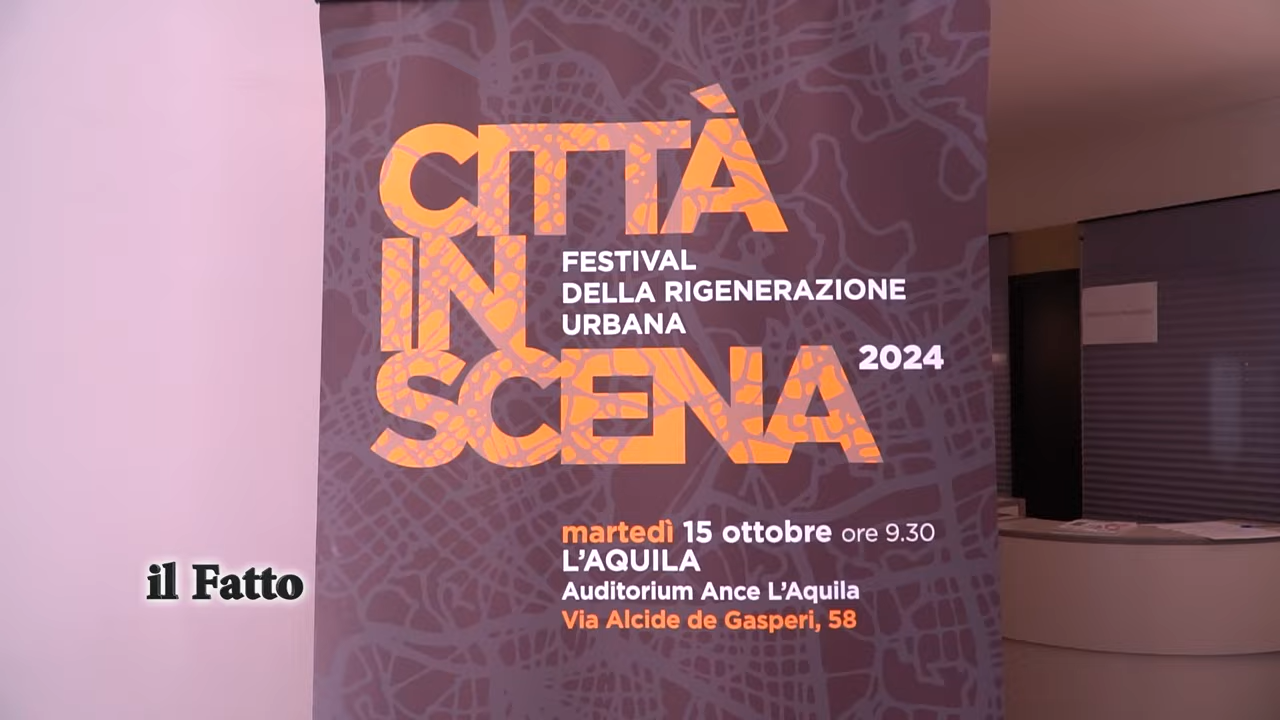 CITTÀ
IN
FESTIVAL
DELLA RIGENERAZIONE
URBANA
SCENA
2024
martedì 15 ottobre ore 9.30
L'AQUILA
Auditorium Ance L'Aquila
Via Alcide de Gasperi, 58
il Fatto